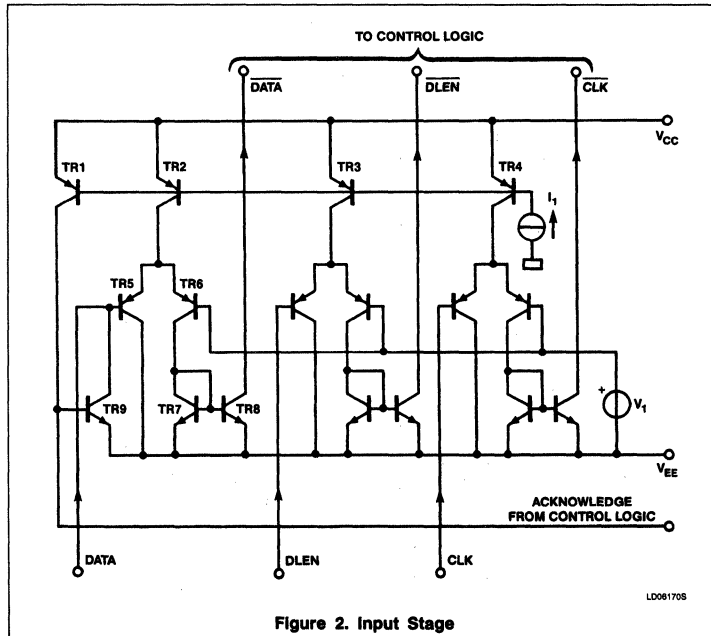 TO CONTROL LOGIC
DATA
DLEN
CLK
VCC
TR1
TR2
TR3
TR4
I1
TR5
TR6
TR9
TR7
TR8
+
V1
VEE
ACKNOWLEDGE
FROM CONTROL LOGIC
DATA
DLEN
CLK
LD06170S
Figure 2. Input Stage